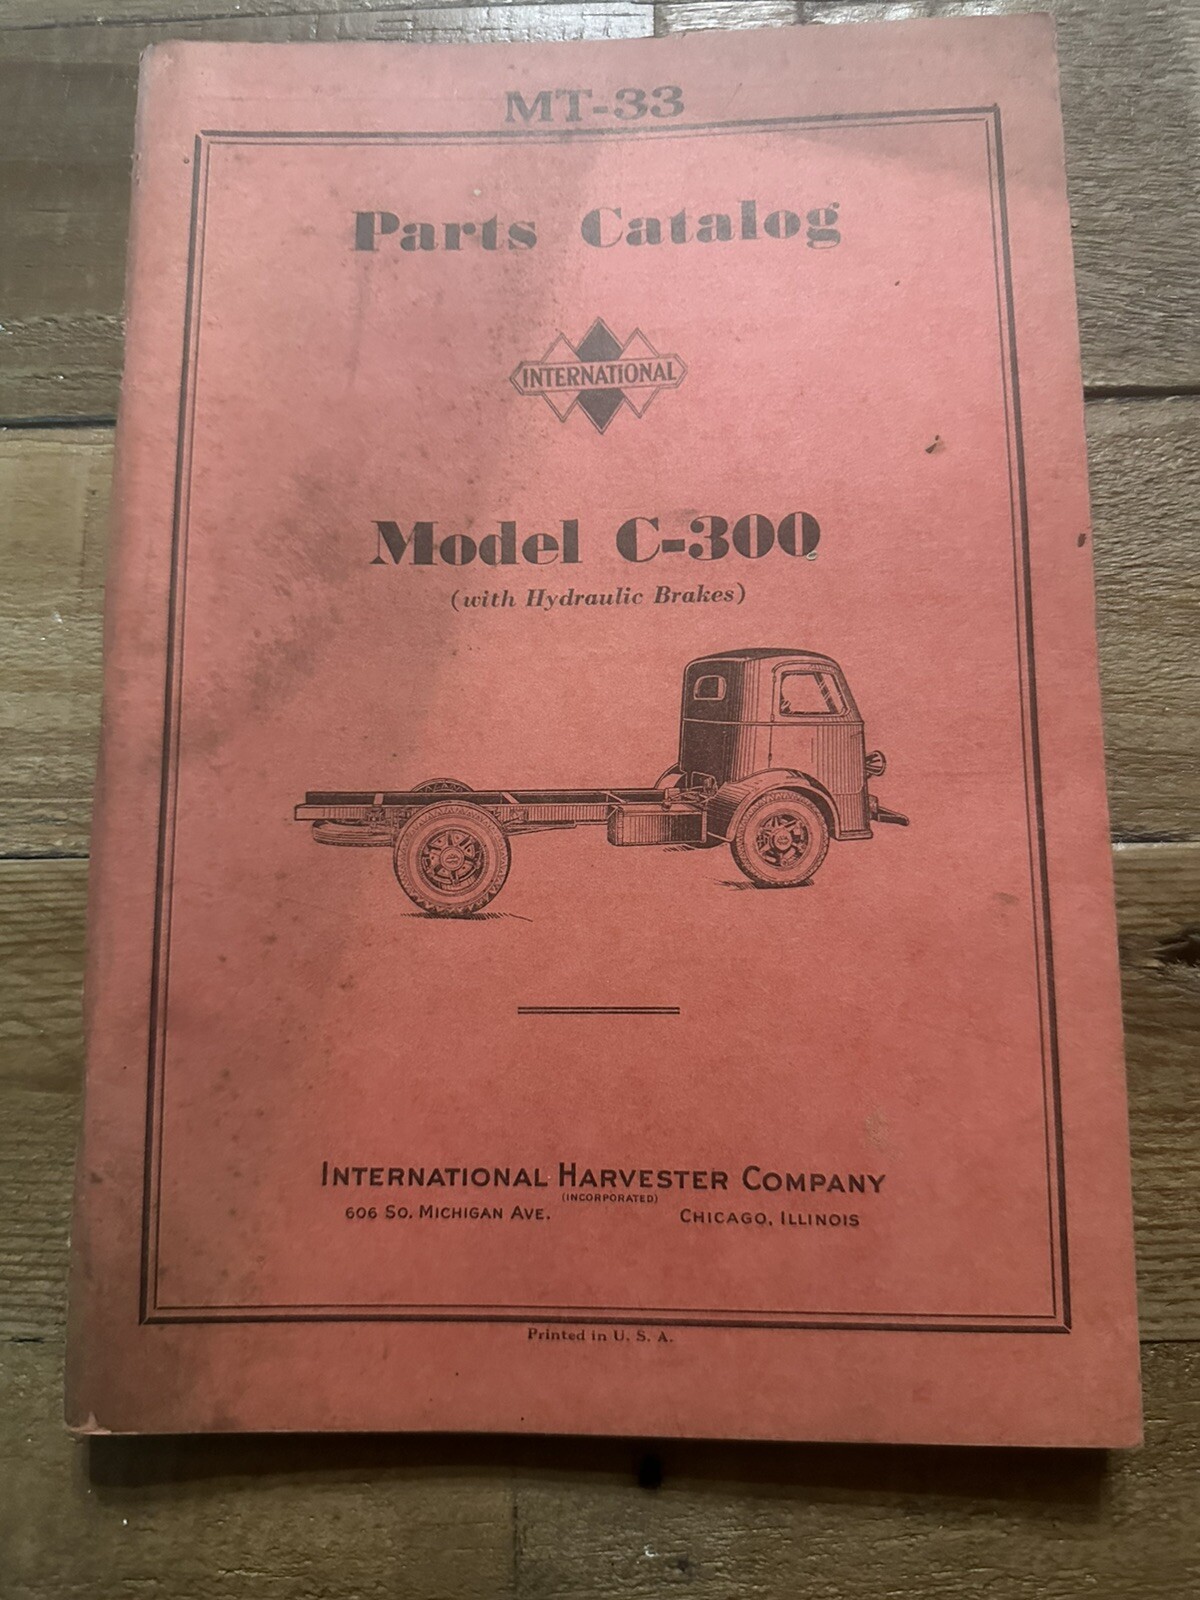 MT-33
Parts Catalog
INTERNATIONAL
Model C-300
(with Hydraulic Brakes)
INTERNATIONAL HARVESTER COMPANY
(INCORPORATED)
606 SO. MICHIGAN AVE. CHICAGO, ILLINOIS
Printed in U. S. A.